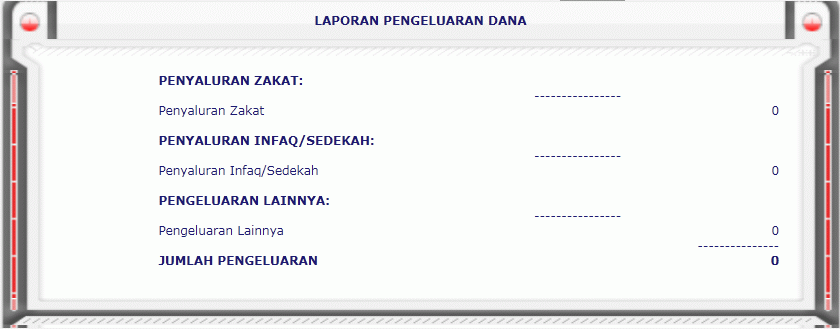 LAPORAN PENGELUARAN DANA
PENYALURAN ZAKAT:
----------------
Penyaluran Zakat 0
PENYALURAN INFAQ/SEDEKAH:
----------------
Penyaluran Infaq/Sedekah 0
PENGELUARAN LAINNYA:
----------------
Pengeluaran Lainnya 0
---------------
JUMLAH PENGELUARAN 0